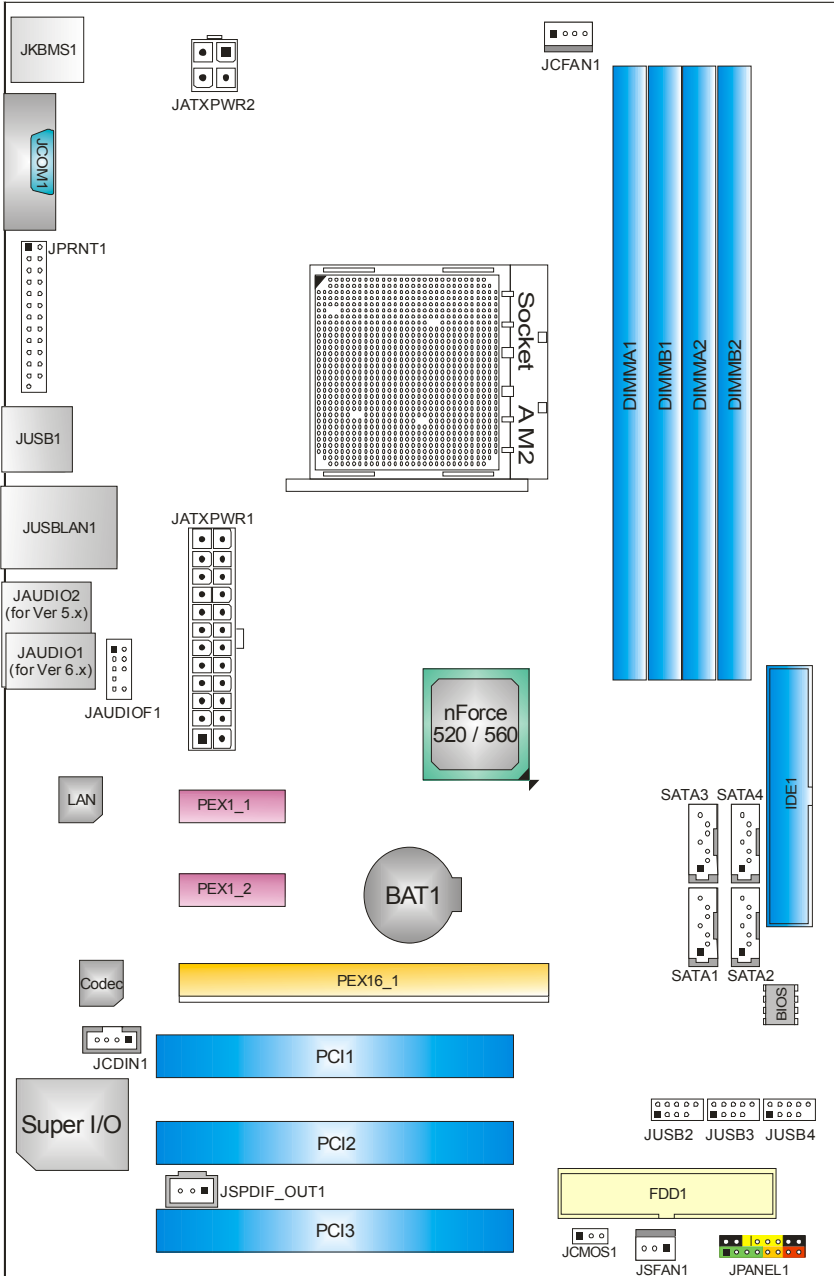 JKBMS1
JATXPWR2
JCFAN1
JCOM1
JPRNT1
Socket AM2
DIMMA1
DIMMB1
DIMMA2
DIMMB2
JUSB1
JUSBLAN1
JATXPWR1
JAUDIO2
(for Ver 5.x)
JAUDIO1
(for Ver 6.x)
JAUDIOF1
nForce
520 / 560
IDE1
LAN
PEX1_1
SATA3
SATA4
PEX1_2
BAT1
SATA1
SATA2
Codec
PEX16_1
BIOS
JCDIN1
PCI1
Super I/O
JUSB2
JUSB3
JUSB4
PCI2
JSPDIF_OUT1
FDD1
PCI3
JCMOS1
JSFAN1
JPANEL1